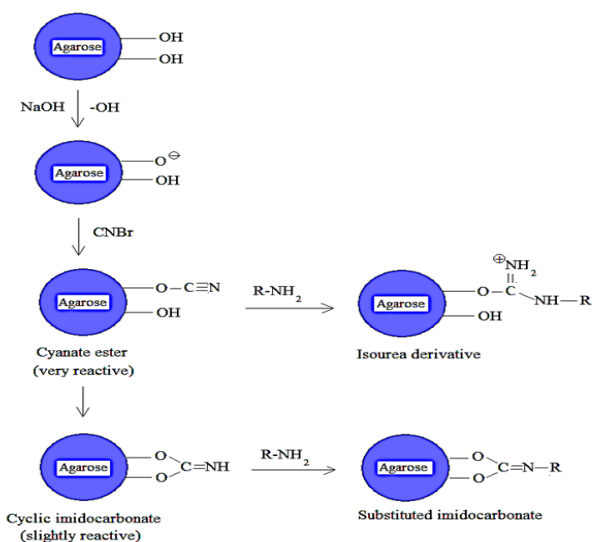 Agarose
OH
OH
NaOH
-OH
Agarose
O⊖
OH
CNBr
Agarose
O—C≡N
OH
R-NH2
Agarose
⊕NH2
O—C
NH—R
OH
Cyanate ester
(very reactive)
Isourea derivative
Agarose
O
C=NH
O
R-NH2
Agarose
O
C=N—R
O
Cyclic imidocarbonate
(slightly reactive)
Substituted imidocarbonate